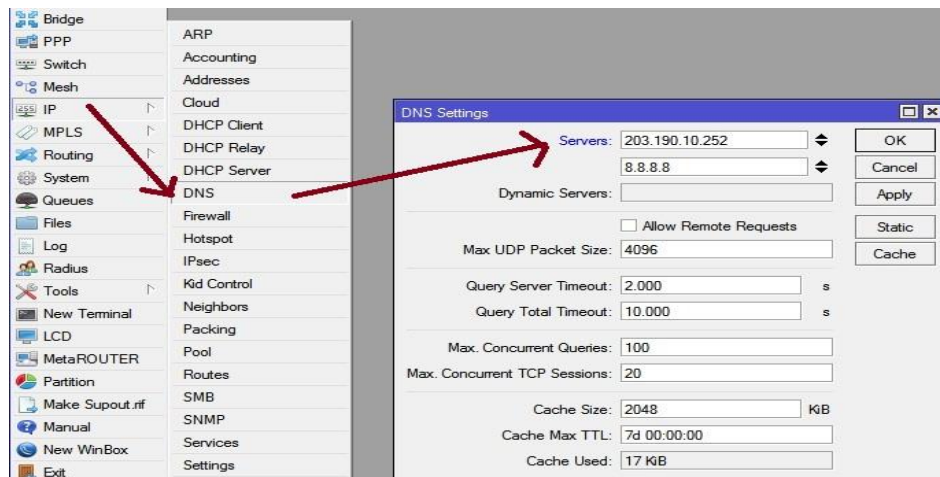 Bridge
PPP
Switch
Mesh
255 IP
MPLS
Routing
System
Queues
Files
Log
Radius
Tools
New Terminal
LCD
MetaROUTER
Partition
Make Supout.rif
Manual
New WinBox
Exit
ARP
Accounting
Addresses
Cloud
DHCP Client
DHCP Relay
DHCP Server
DNS
Firewall
Hotspot
IPsec
Kid Control
Neighbors
Packing
Pool
Routes
SMB
SNMP
Services
Settings
DNS Settings
Servers: 203.190.10.252
8.8.8.8
Dynamic Servers:
Allow Remote Requests
Max UDP Packet Size: 4096
Query Server Timeout: 2.000 s
Query Total Timeout: 10.000 s
Max. Concurrent Queries: 100
Max. Concurrent TCP Sessions: 20
Cache Size: 2048 KiB
Cache Max TTL: 7d 00:00:00
Cache Used: 17 KiB
OK
Cancel
Apply
Static
Cache